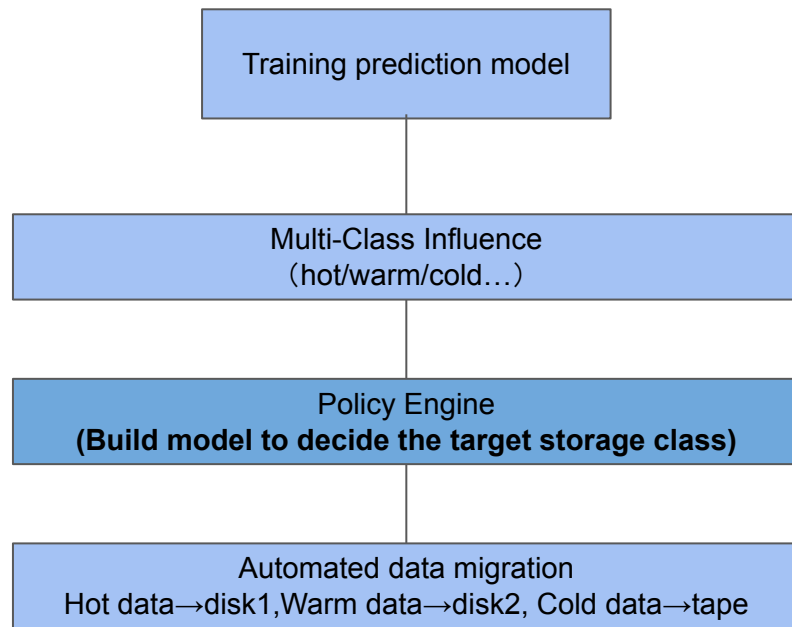 Training prediction model
Multi-Class Influence
（hot/warm/cold…）
Policy Engine
(Build model to decide the target storage class)
Automated data migration
Hot data→disk1,Warm data→disk2, Cold data→tape